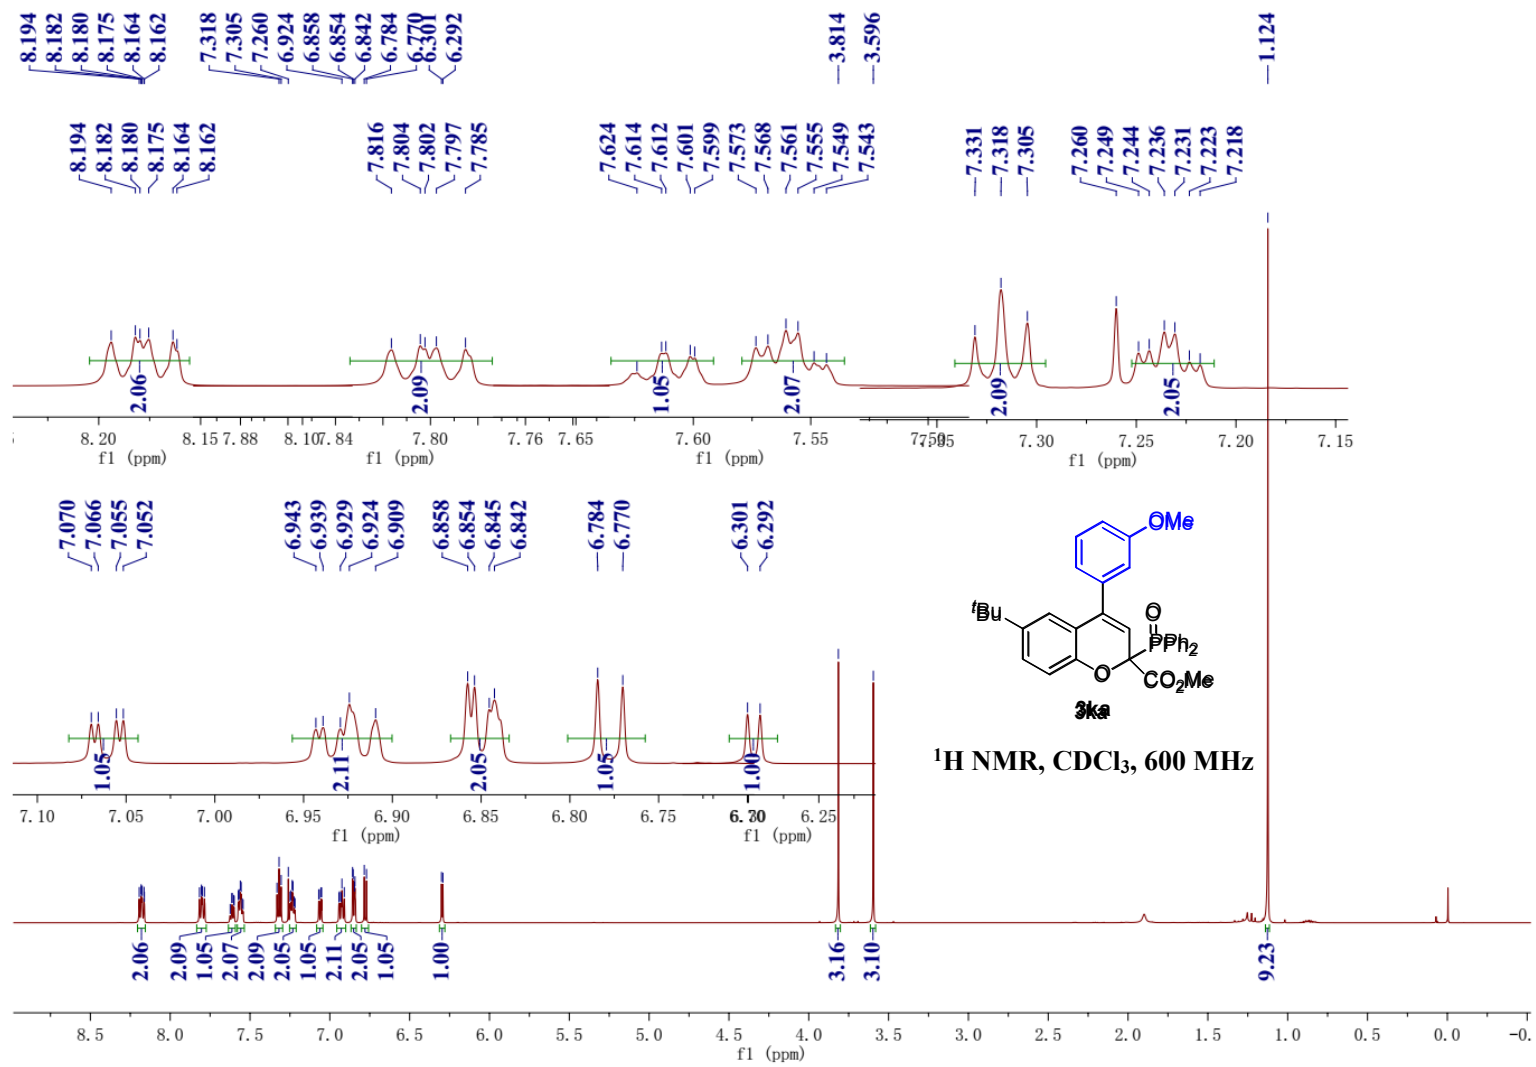 8.194 8.182 8.180 8.175 8.164 8.162 7.318 7.305 7.260 6.924 6.858 6.854 6.842 6.784 6.770 6.301 6.292 3.814 3.596 1.124
8.194 8.182 8.180 8.175 8.164 8.162 7.816 7.804 7.802 7.797 7.785 7.624 7.614 7.612 7.601 7.599 7.573 7.568 7.561 7.555 7.549 7.543 7.331 7.318 7.305 7.260 7.249 7.244 7.236 7.231 7.223 7.218
2.06 2.09 1.05 2.07 2.09 2.05
8.20 8.15 7.88 8.10 7.84 7.80 7.76 7.65 7.60 7.55 7.30 7.25 7.20 7.15
f1 (ppm) f1 (ppm) f1 (ppm) f1 (ppm)
7.070 7.066 7.055 7.052 6.943 6.939 6.929 6.924 6.909 6.858 6.854 6.845 6.842 6.784 6.770 6.301 6.292
1.05 2.11 2.05 1.05 1.00
7.10 7.05 7.00 6.95 6.90 6.85 6.80 6.75 6.25
f1 (ppm) f1 (ppm)
OMe
tBu
O
PPh2
O
CO2Me
3ka
1H NMR, CDCl3, 600 MHz
2.06 2.09 1.05 2.07 2.09 2.05 1.05 2.11 2.05 1.05 1.00 3.16 3.10 9.23
8.5 8.0 7.5 7.0 6.5 6.0 5.5 5.0 4.5 4.0 3.5 3.0 2.5 2.0 1.5 1.0 0.5 0.0 -0.
f1 (ppm)